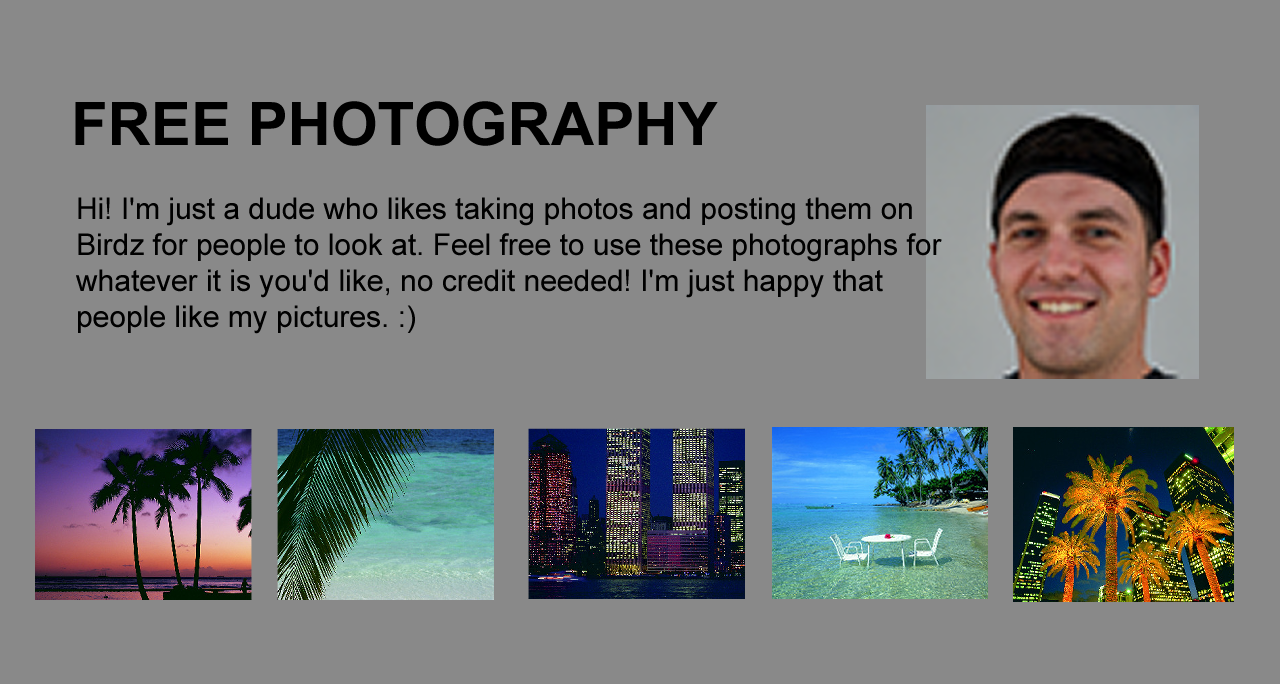 FREE PHOTOGRAPHY
Hi! I'm just a dude who likes taking photos and posting them on
Birdz for people to look at. Feel free to use these photographs for
whatever it is you'd like, no credit needed! I'm just happy that
people like my pictures. :)